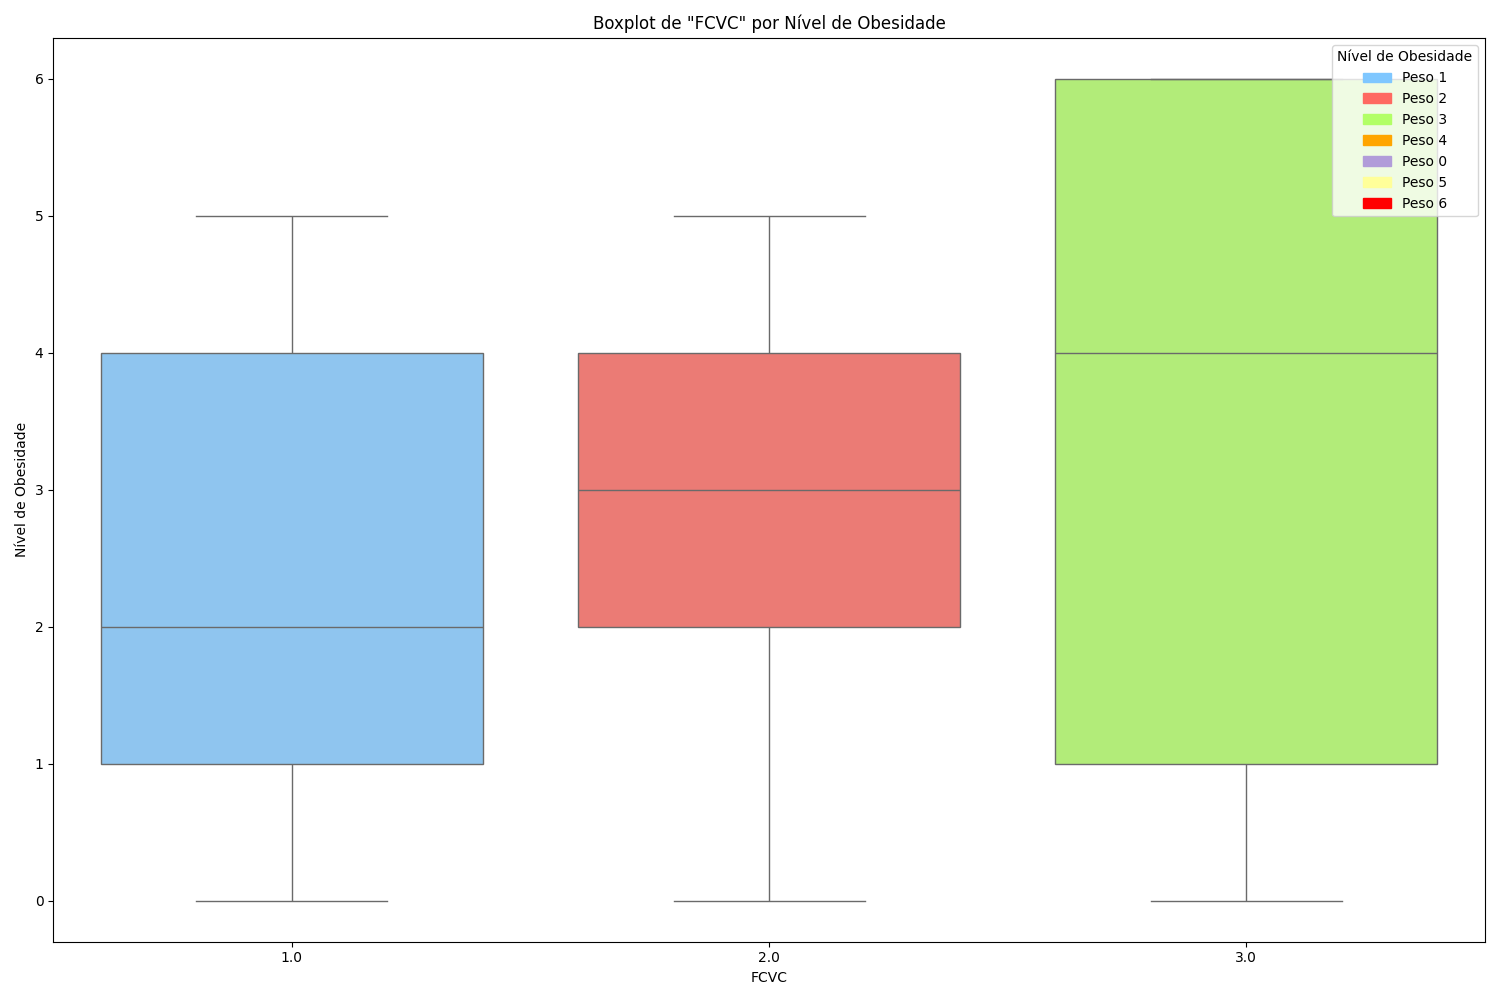 Boxplot de "FCVC" por Nível de Obesidade
Nível de Obesidade
Peso 1
Peso 2
Peso 3
Peso 4
Peso 0
Peso 5
Peso 6
Nível de Obesidade
6
5
4
3
2
1
0
1.0 2.0 3.0
FCVC